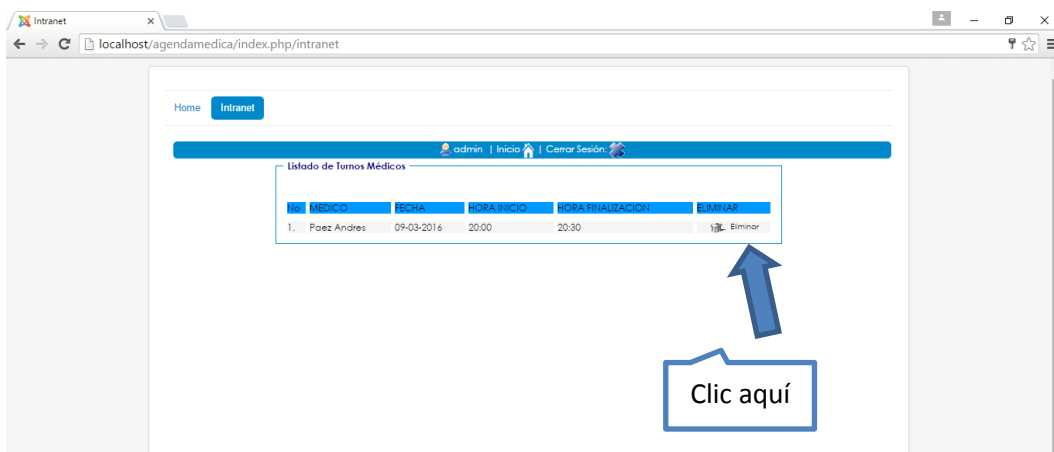 Intranet
localhost/agendamedica/index.php/intranet
Home Intranet
admin | Inicio | Cerrar Sesión:
Listado de Turnos Médicos
No MEDICO FECHA HORA INICIO HORA FINALIZACION ELIMINAR
1. Paez Andres 09-03-2016 20:00 20:30 Eliminar
Clic aquí